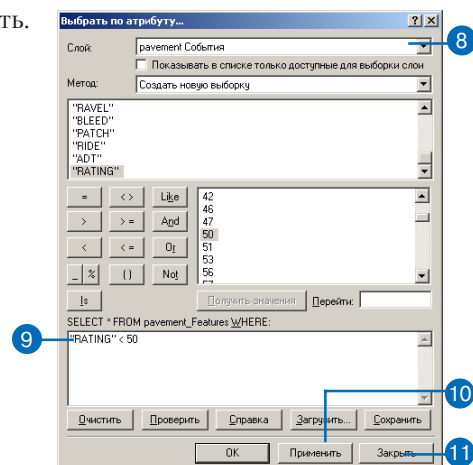 ть.
Выбрать по атрибуту...
Слой: pavement События
8
Показывать в списке только доступные для выборки слои
Метод: Создать новую выборку
"RAVEL"
"BLEED"
"PATCH"
"RIDE"
"ADT"
"RATING"
= <> Like
> >= And
< <= Or
_ % () Not
Is
42
46
47
50
51
53
56
Получить значения Перейти:
SELECT * FROM pavement_Features WHERE:
9
"RATING" < 50
10
Очистить Проверить Справка Загрузить... Сохранить
OK Применить Закрыть
11